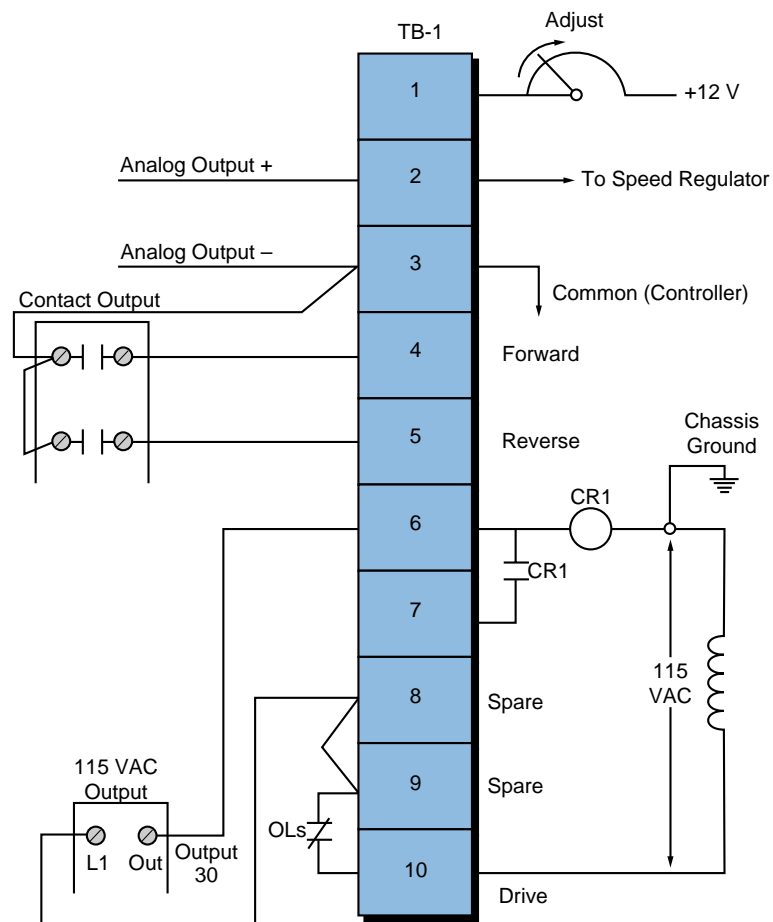 Adjust
TB-1
1
+12 V
Analog Output +
2
To Speed Regulator
Analog Output –
3
Contact Output
Common (Controller)
4
Forward
5
Reverse
Chassis
Ground
CR1
6
CR1
7
115
VAC
8
Spare
9
Spare
115 VAC
Output
OLs
L1
Out
Output
30
10
Drive